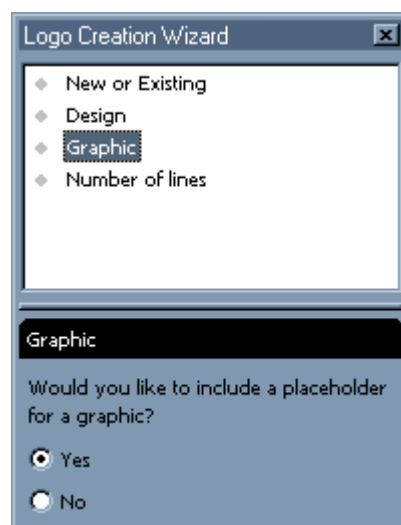 Logo Creation Wizard
New or Existing
Design
Graphic
Number of lines
Graphic
Would you like to include a placeholder
for a graphic?
Yes
No